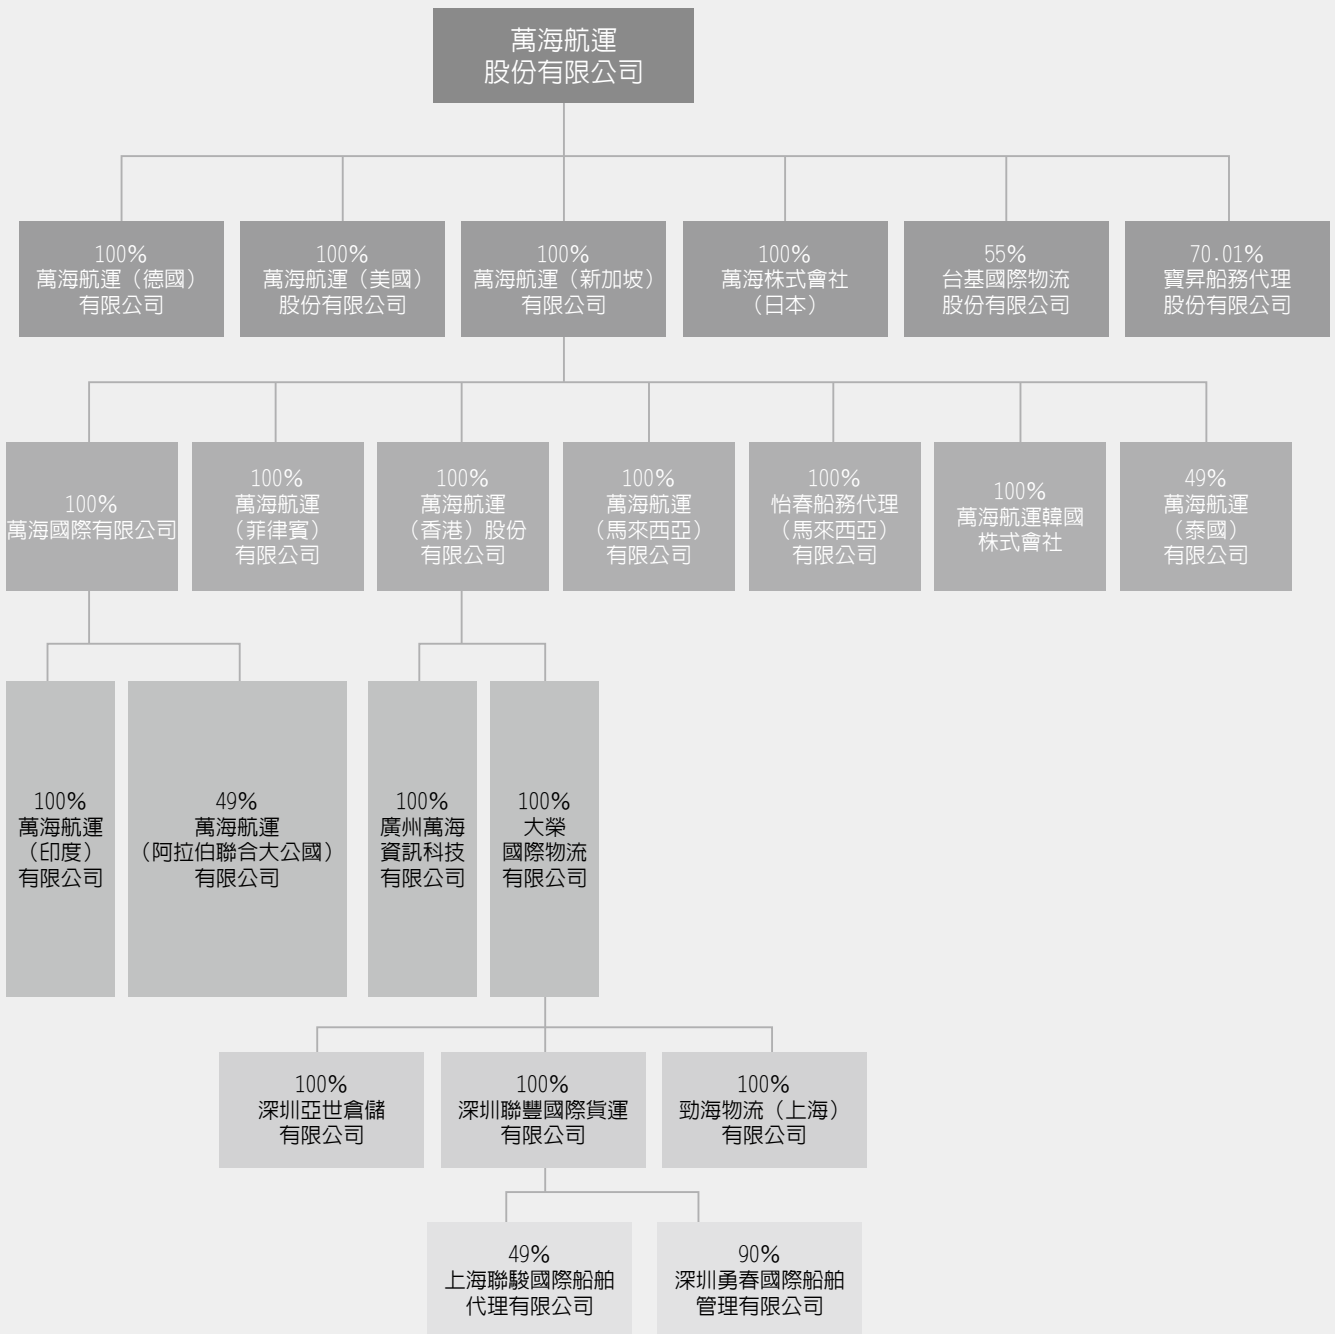 萬海航運
股份有限公司
100%
萬海航運（德國）
有限公司
100%
萬海航運（美國）
股份有限公司
100%
萬海航運（新加坡）
有限公司
100%
萬海株式會社
（日本）
55%
台基國際物流
股份有限公司
70.01%
寶昇船務代理
股份有限公司
100%
萬海國際有限公司
100%
萬海航運
（菲律賓）
有限公司
100%
萬海航運
（香港）股份
有限公司
100%
萬海航運
（馬來西亞）
有限公司
100%
怡春船務代理
（馬來西亞）
有限公司
100%
萬海航運韓國
株式會社
49%
萬海航運
（泰國）
有限公司
100%
萬海航運
（印度）
有限公司
49%
萬海航運
（阿拉伯聯合大公國）
有限公司
100%
廣州萬海
資訊科技
有限公司
100%
大榮
國際物流
有限公司
100%
深圳亞世倉儲
有限公司
100%
深圳聯豐國際貨運
有限公司
100%
勁海物流（上海）
有限公司
49%
上海聯駿國際船舶
代理有限公司
90%
深圳勇春國際船舶
管理有限公司